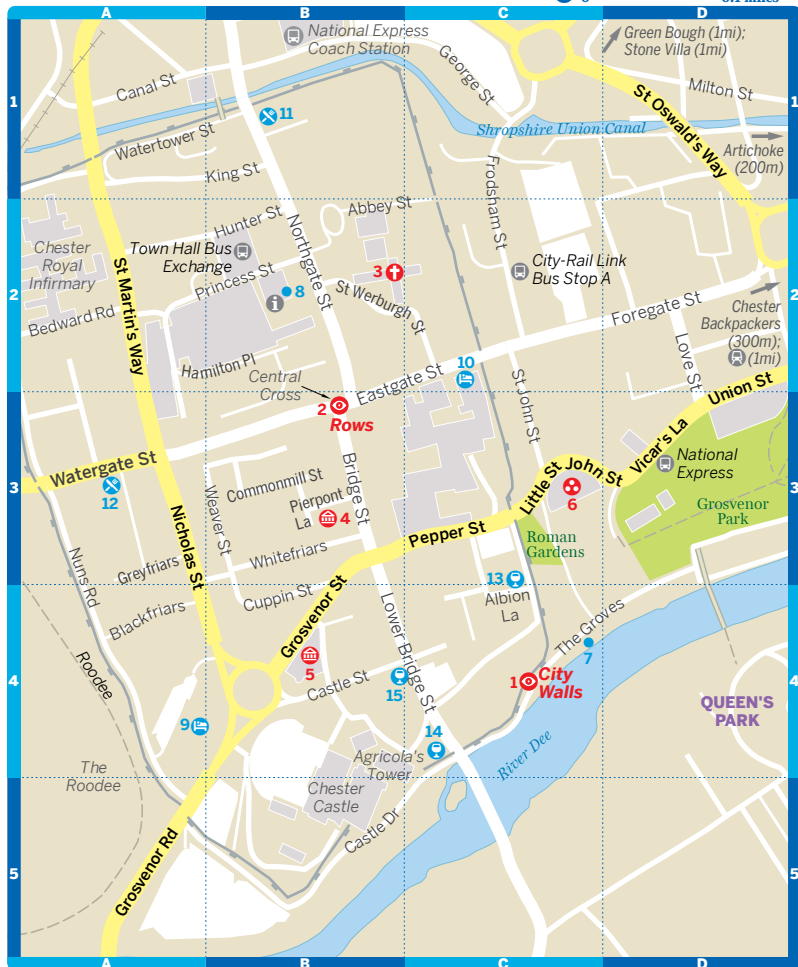 A
B
C
D
National Express
Coach Station
Green Bough (1mi);
Stone Villa (1mi)
George St
Canal St
Milton St
1
1
11
St Oswald's Way
Shropshire Union Canal
Watertower St
Artichoke
(200m)
King St
Frodsham St
Abbey St
Hunter St
Northgate St
Chester
Royal
Infirmary
Town Hall Bus
Exchange
3
City-Rail Link
Bus Stop A
St Martin's Way
Princess St
2
2
8
St Werburgh St
Foregate St
Chester
Backpackers
(300m);
(1mi)
Bedward Rd
Love St
Hamilton Pl
10
Central
Cross
Eastgate St
St John St
Union St
2
Rows
Vicar's La
Watergate St
Little St John St
National
Express
3
3
12
Commonmill St
Bridge St
Weaver St
Pierpont
La
4
6
Grosvenor
Park
Nicholas St
Pepper St
Roman
Gardens
Whitefriars
Greyfriars
Nuns Rd
13
Albion
La
Cuppin St
Grosvenor St
Blackfriars
Lower Bridge St
The Groves
7
Roodee
5
Castle St
15
1
City
Walls
4
4
QUEEN'S
PARK
9
14
River Dee
Agricola's
Tower
The
Roodee
Chester
Castle
Castle Dr
Grosvenor Rd
5
5
A
B
C
D